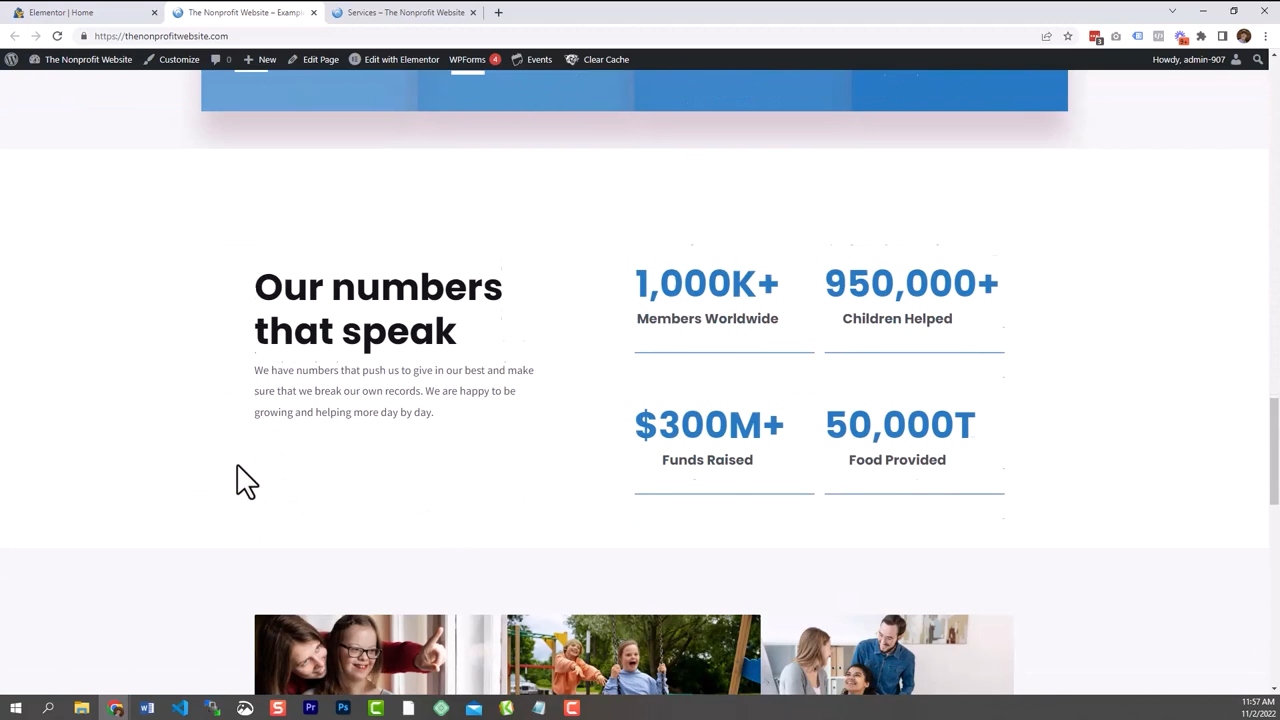 Elementor | Home
The Nonprofit Website – Exampl
Services – The Nonprofit Website
https://thenonprofitwebsite.com
The Nonprofit Website
Customize
0
New
Edit Page
Edit with Elementor
WPForms 4
Events
Clear Cache
Howdy, admin-907
Our numbers
that speak
We have numbers that push us to give in our best and make
sure that we break our own records. We are happy to be
growing and helping more day by day.
1,000K+
Members Worldwide
950,000+
Children Helped
$300M+
Funds Raised
50,000T
Food Provided
11:57 AM
11/2/2022